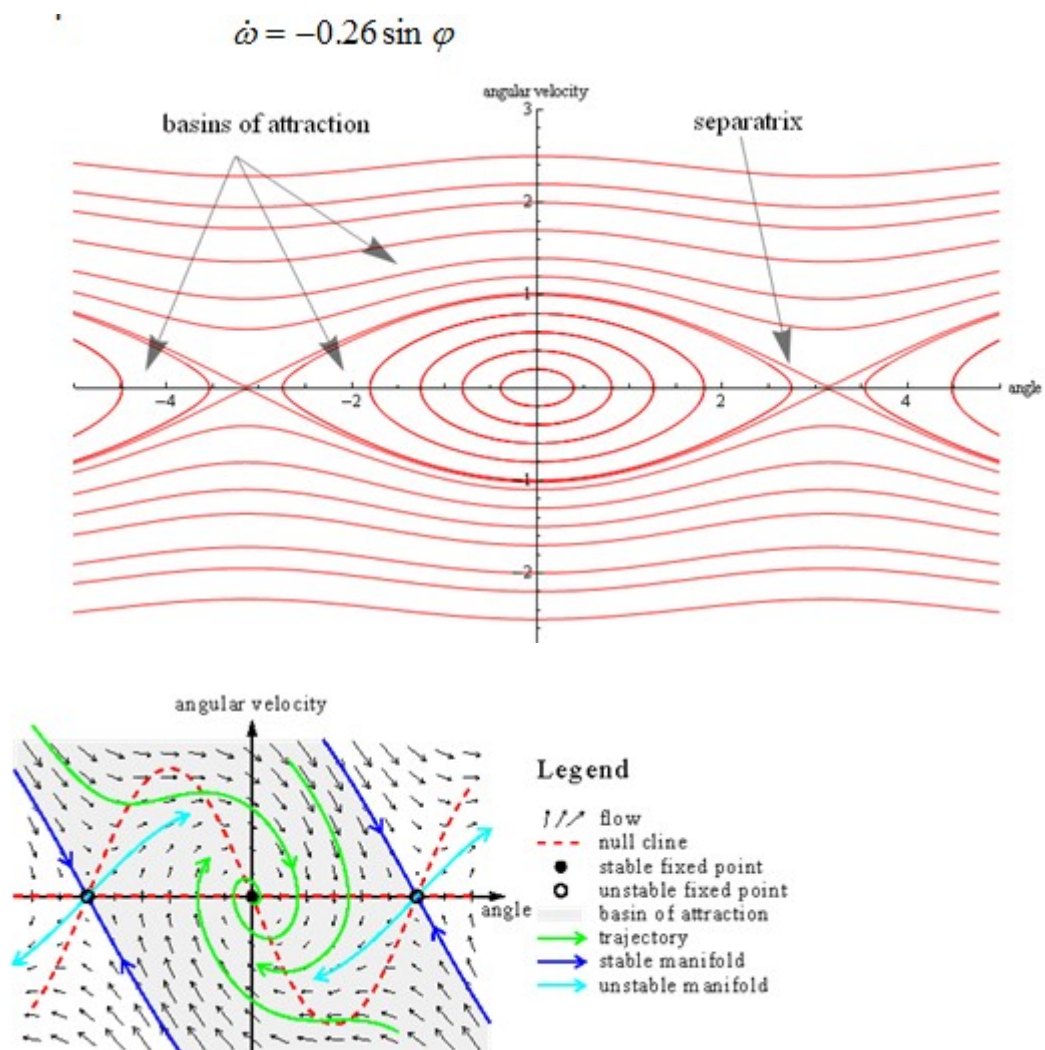 ω̇ = −0.26 sin φ
angular velocity
3
basins of attraction
separatrix
2
1
−4
−2
2
4
angle
−1
−2
angular velocity
angle
Legend
flow
null cline
stable fixed point
unstable fixed point
basin of attraction
trajectory
stable manifold
unstable manifold